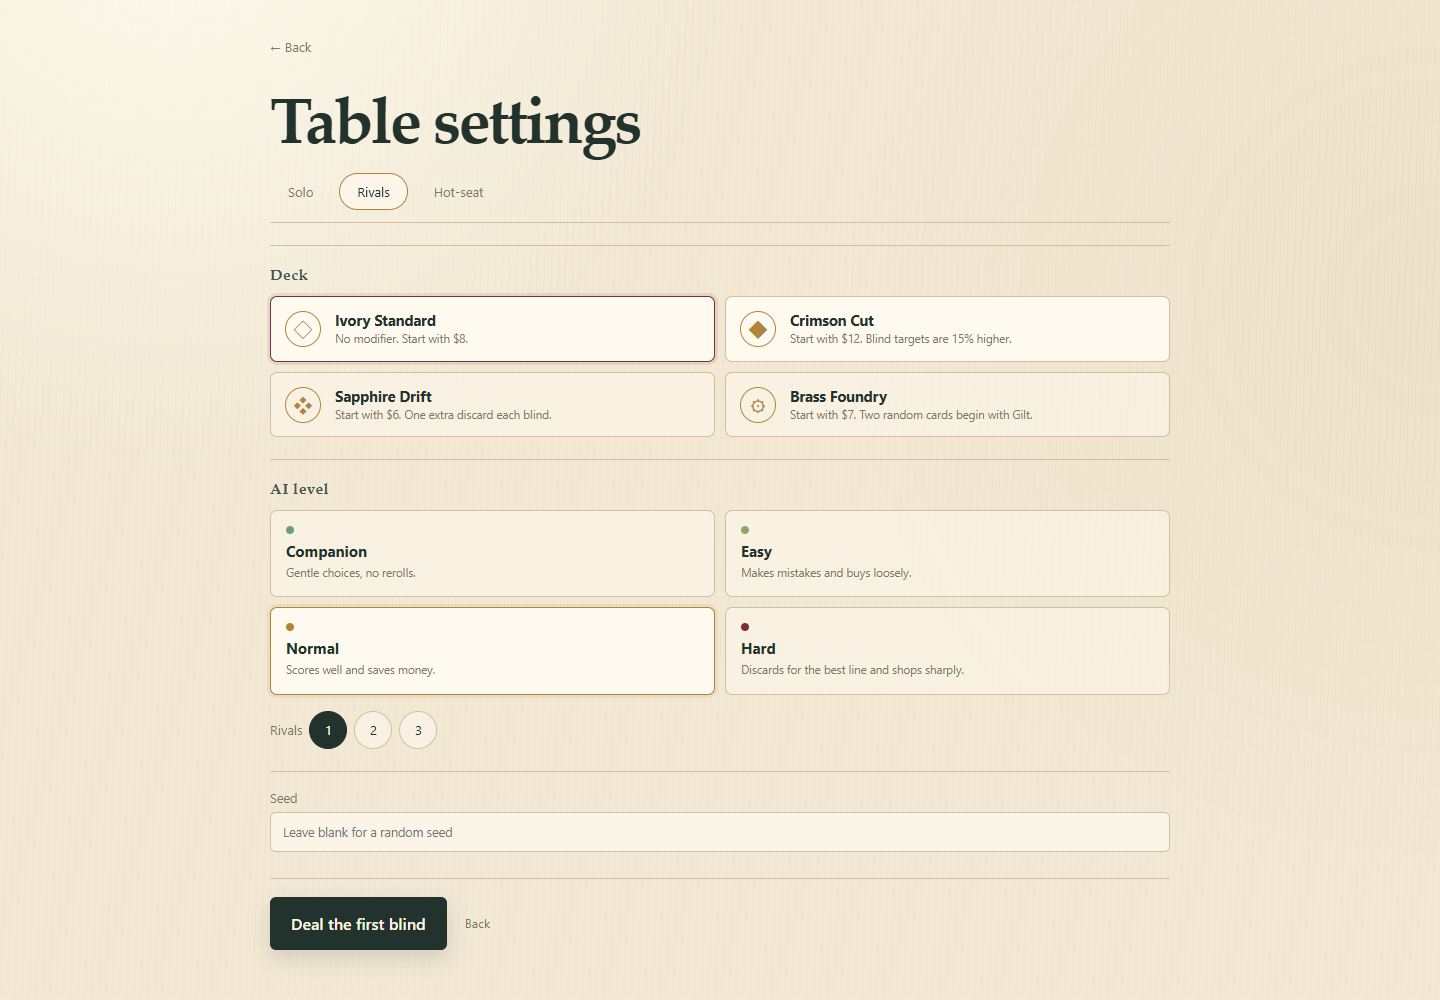 ← Back
Table settings
Solo
Rivals
Hot-seat
Deck
Ivory Standard
No modifier. Start with $8.
Crimson Cut
Start with $12. Blind targets are 15% higher.
Sapphire Drift
Start with $6. One extra discard each blind.
Brass Foundry
Start with $7. Two random cards begin with Gilt.
AI level
Companion
Gentle choices, no rerolls.
Easy
Makes mistakes and buys loosely.
Normal
Scores well and saves money.
Hard
Discards for the best line and shops sharply.
Rivals 1 2 3
Seed
Leave blank for a random seed
Deal the first blind
Back